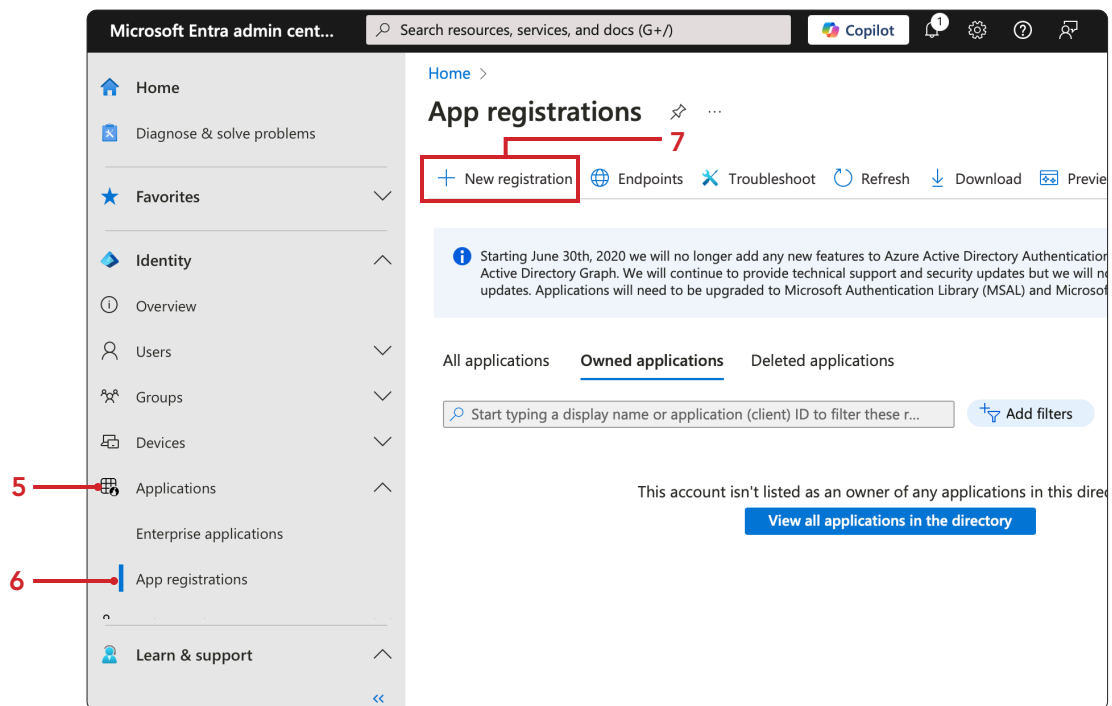 Microsoft Entra admin cent...
Search resources, services, and docs (G+/)
Copilot
1
Home
Diagnose & solve problems
Favorites
Identity
Overview
Users
Groups
Devices
5
Applications
Enterprise applications
6
App registrations
Learn & support
Home
App registrations
7
New registration
Endpoints
Troubleshoot
Refresh
Download
Previe
Starting June 30th, 2020 we will no longer add any new features to Azure Active Directory Authentication
Active Directory Graph. We will continue to provide technical support and security updates but we will no
updates. Applications will need to be upgraded to Microsoft Authentication Library (MSAL) and Microsof
All applications
Owned applications
Deleted applications
Start typing a display name or application (client) ID to filter these r...
Add filters
This account isn't listed as an owner of any applications in this direc
View all applications in the directory